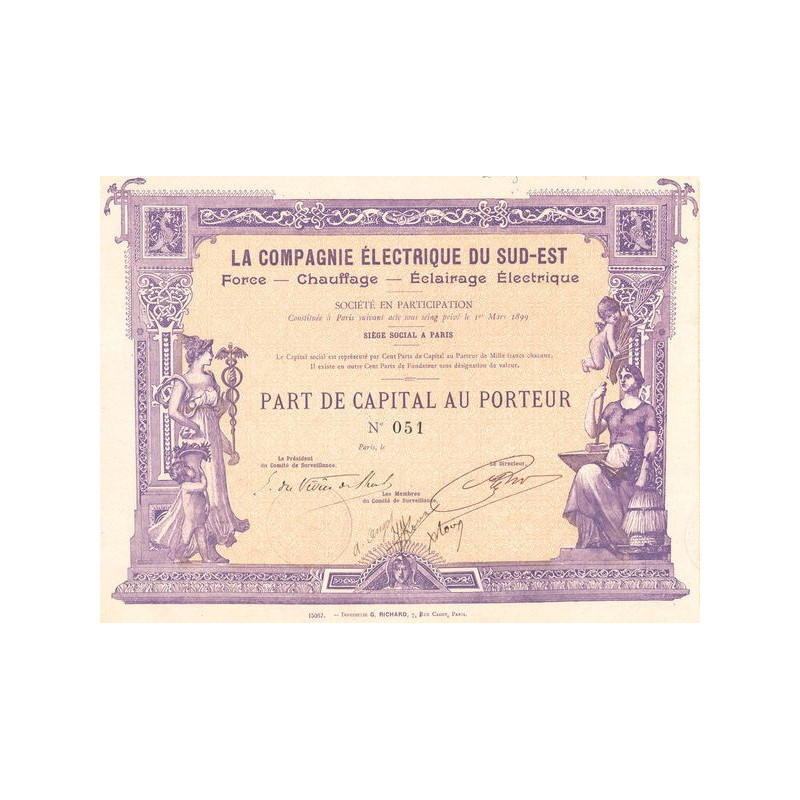 LA COMPAGNIE ÉLECTRIQUE DU SUD-EST
Force — Chauffage — Éclairage Électrique
SOCIÉTÉ EN PARTICIPATION
Constituée à Paris suivant acte sous seing privé le 1er Mars 1899
SIÈGE SOCIAL A PARIS
Le Capital social est représenté par Cent Parts de Capital au Porteur de Mille francs chacune,
Il existe en outre Cent Parts de Fondateur sans désignation de valeur.
PART DE CAPITAL AU PORTEUR
N° 051
Paris, le
Le Président
du Comité de Surveillance.
Le Directeur,
Les Membres
du Comité de Surveillance.
15067. — Imprimerie G. RICHARD, 7, Rue Cadet, Paris.